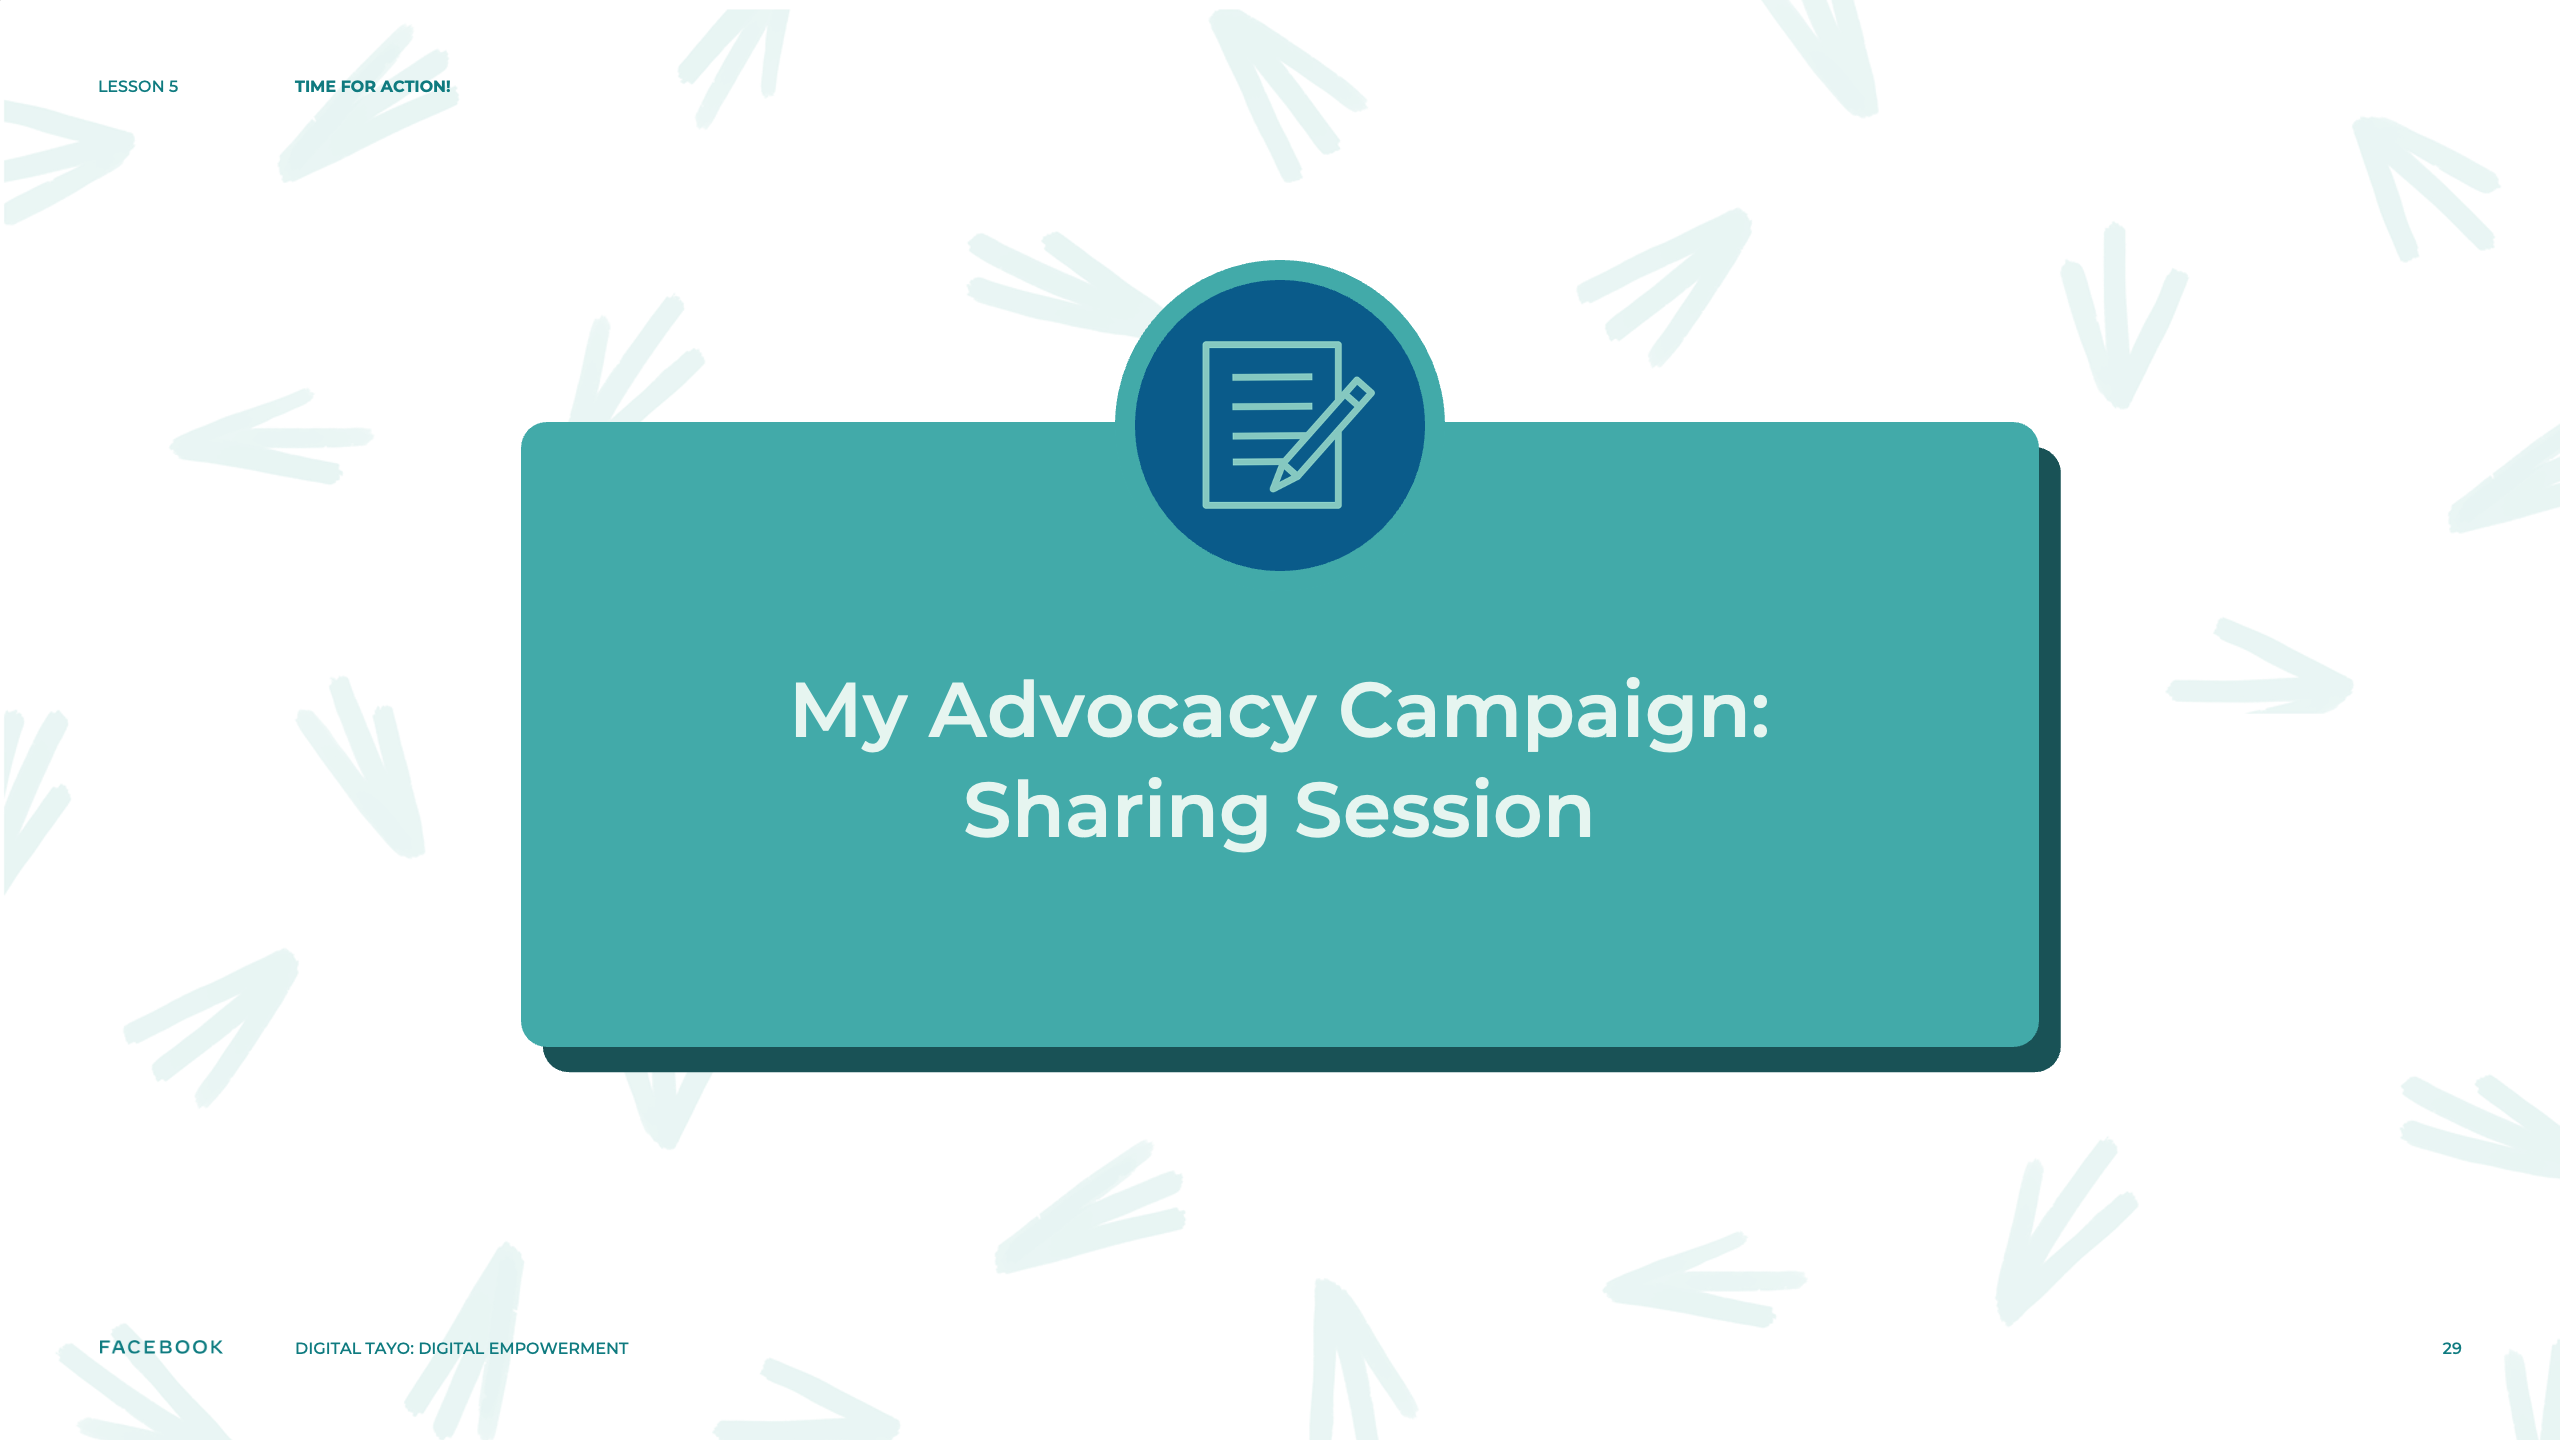 LESSON 5
TIME FOR ACTION!
My Advocacy Campaign:
Sharing Session
FACEBOOK
DIGITAL TAYO: DIGITAL EMPOWERMENT
29